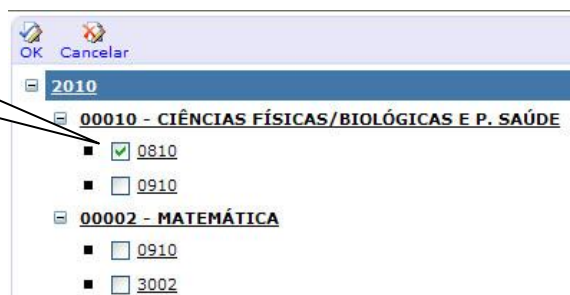 OK Cancelar
2010
00010 - CIÊNCIAS FÍSICAS/BIOLÓGICAS E P. SAÚDE
0810
0910
00002 - MATEMÁTICA
0910
3002